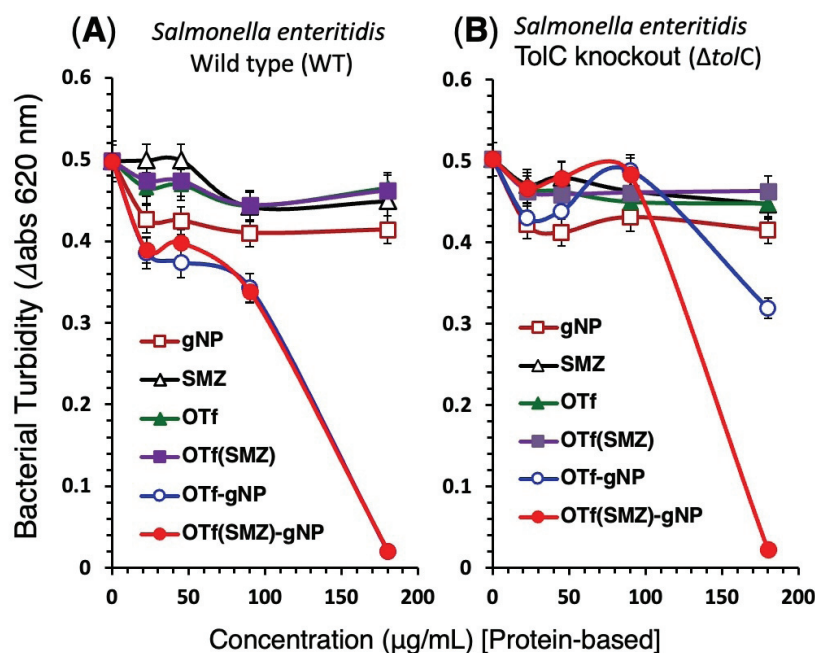 (A) Salmonella enteritidis
Wild type (WT)
(B) Salmonella enteritidis
TolC knockout (ΔtolC)
Bacterial Turbidity (Δabs 620 nm)
0.6
0.5
0.4
0.3
0.2
0.1
0
gNP
SMZ
OTf
OTf(SMZ)
OTf-gNP
OTf(SMZ)-gNP
0 50 100 150 200
0.6
0.5
0.4
0.3
0.2
0.1
0
gNP
SMZ
OTf
OTf(SMZ)
OTf-gNP
OTf(SMZ)-gNP
0 50 100 150 200
Concentration (µg/mL) [Protein-based]